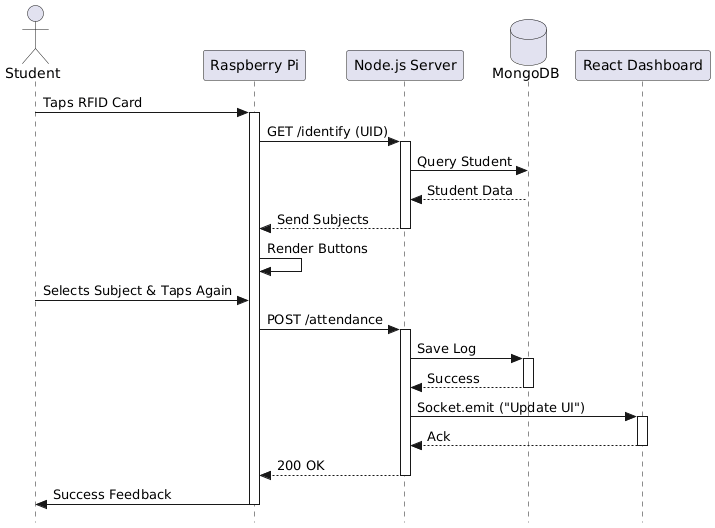 Student
Raspberry Pi
Node.js Server
MongoDB
React Dashboard
Taps RFID Card
GET /identify (UID)
Query Student
Student Data
Send Subjects
Render Buttons
Selects Subject & Taps Again
POST /attendance
Save Log
Success
Socket.emit ("Update UI")
Ack
200 OK
Success Feedback